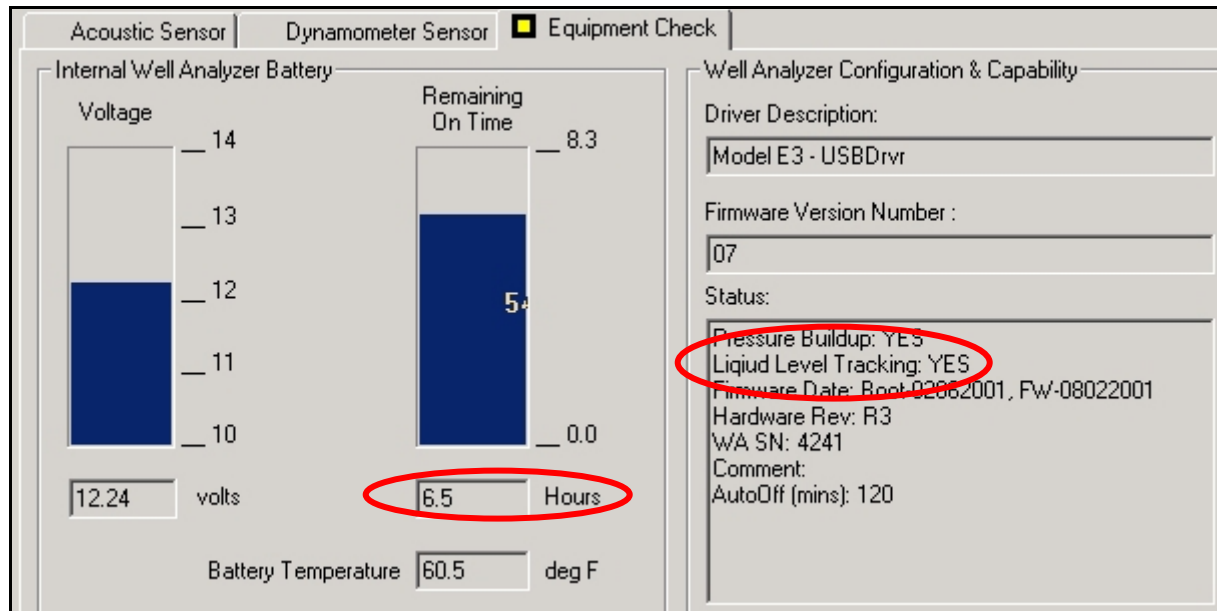 Acoustic Sensor
Dynamometer Sensor
Equipment Check
Internal Well Analyzer Battery
Voltage
14
13
12
11
10
12.24 volts
Remaining
On Time
8.3
0.0
6.5 Hours
Battery Temperature 60.5 deg F
Well Analyzer Configuration & Capability
Driver Description:
Model E3 - USBDrvr
Firmware Version Number :
07
Status:
Pressure Buildup: YES
Liqiud Level Tracking: YES
Firmware Date: Boot-02062001, FW-08022001
Hardware Rev: R3
WA SN: 4241
Comment:
AutoOff (mins): 120